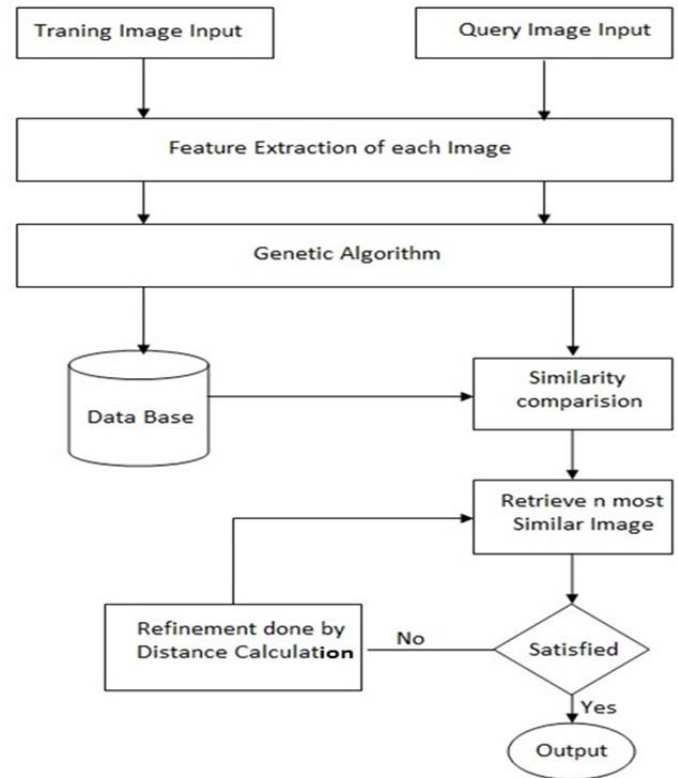 Traning Image Input
Query Image Input
Feature Extraction of each Image
Genetic Algorithm
Data Base
Similarity
comparision
Retrieve n most
Similar Image
Refinement done by
Distance Calculation
No
Satisfied
Yes
Output